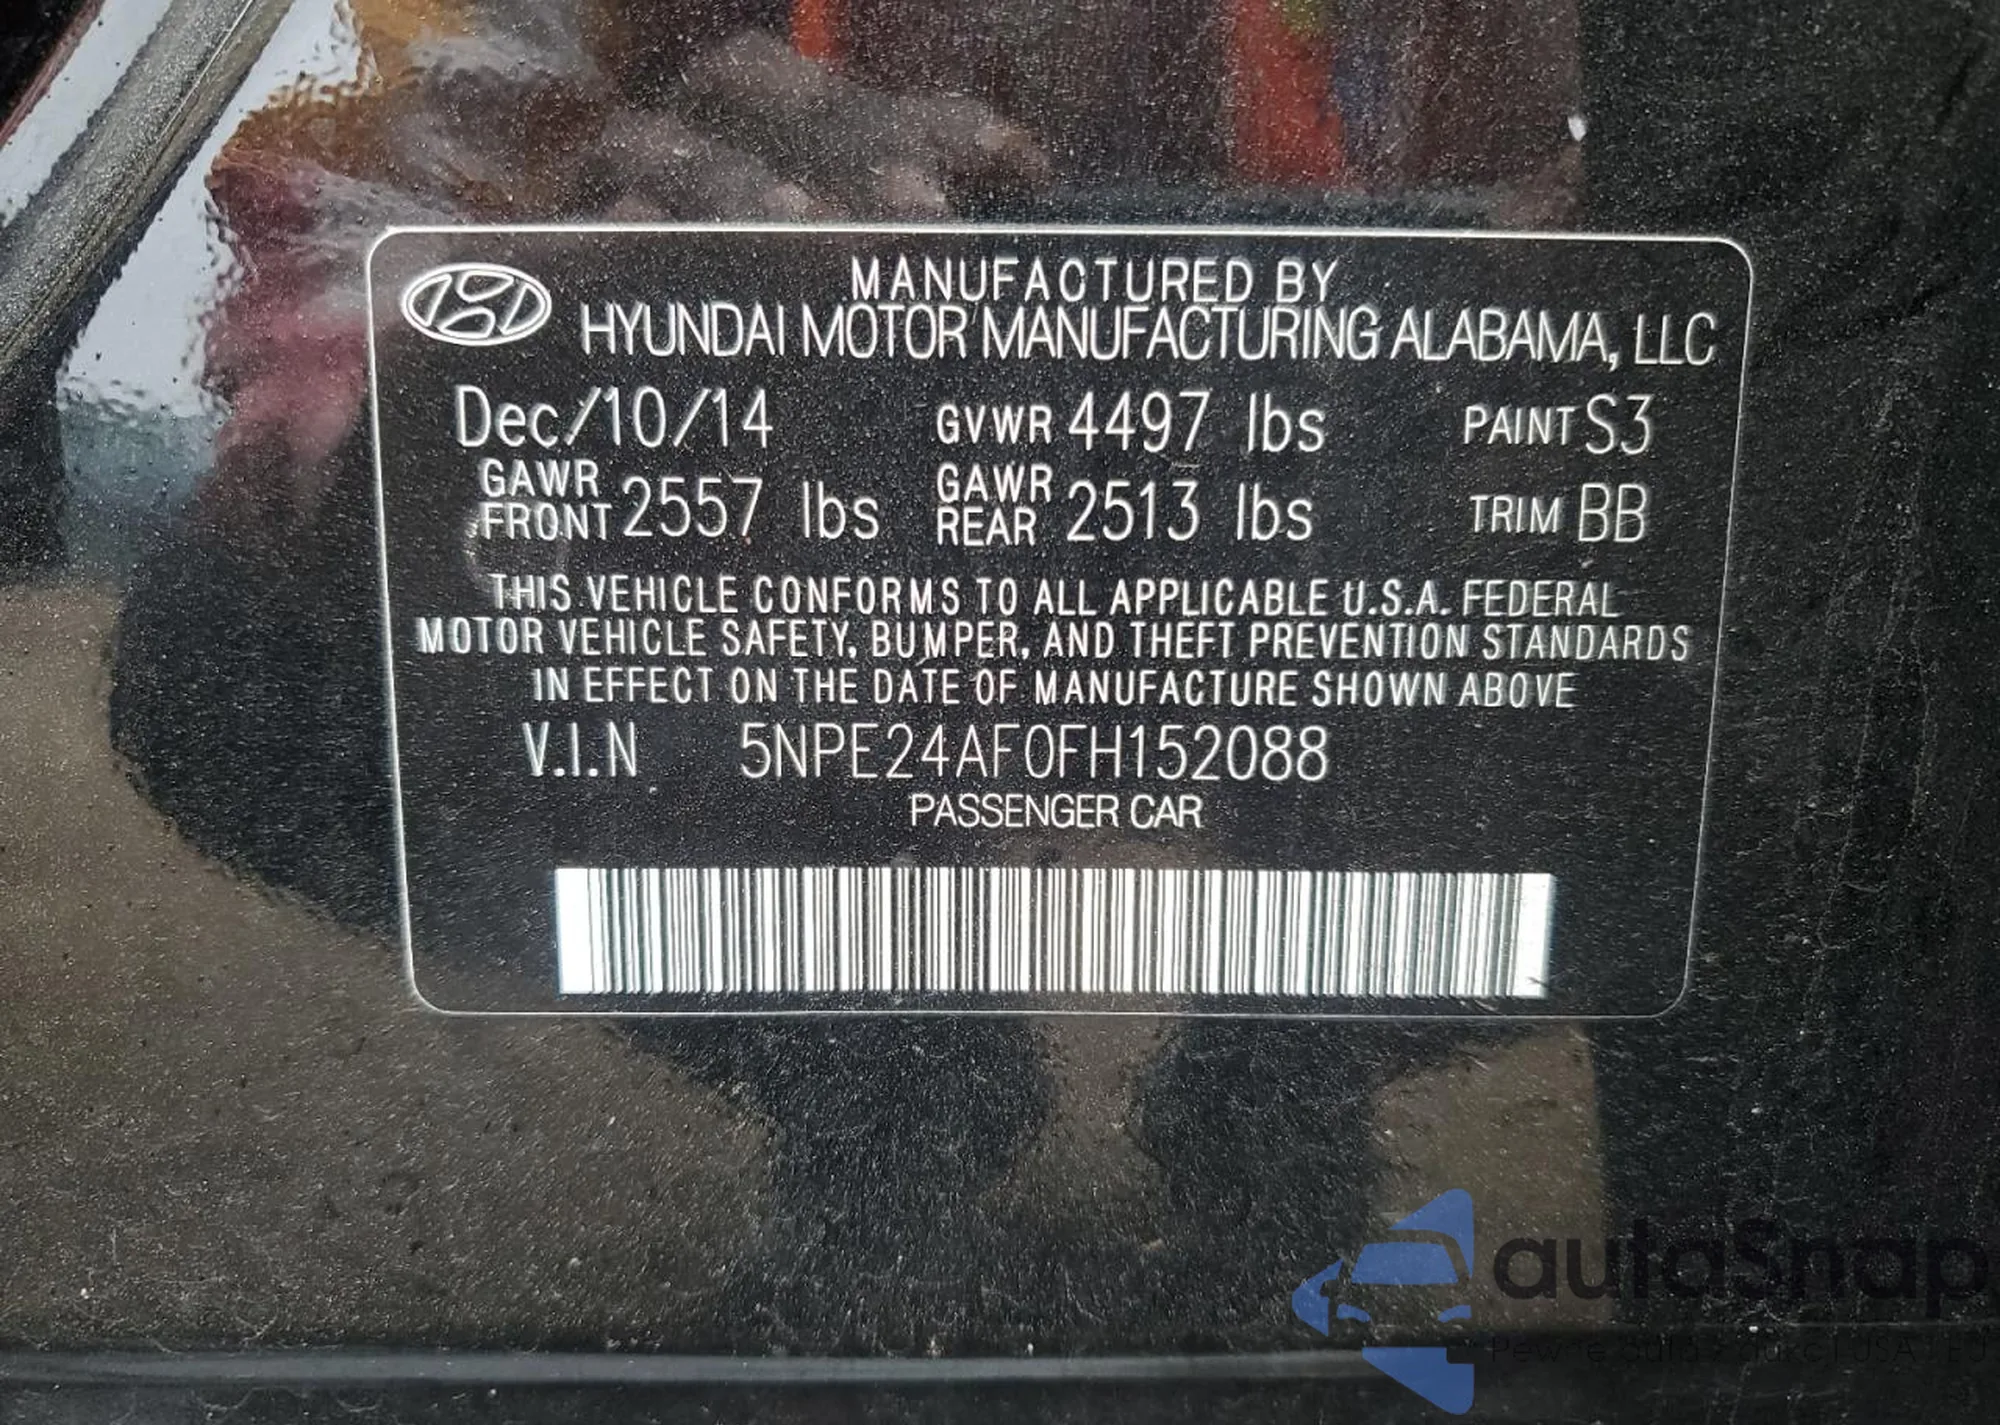 MANUFACTURED BY
HYUNDAI MOTOR MANUFACTURING ALABAMA, LLC
Dec/10/14 GVWR 4497 lbs PAINT S3
GAWR FRONT 2557 lbs GAWR REAR 2513 lbs TRIM BB
THIS VEHICLE CONFORMS TO ALL APPLICABLE U.S.A. FEDERAL
MOTOR VEHICLE SAFETY, BUMPER, AND THEFT PREVENTION STANDARDS
IN EFFECT ON THE DATE OF MANUFACTURE SHOWN ABOVE
V.I.N 5NPE24AF0FH152088
PASSENGER CAR
autaSnap
USA